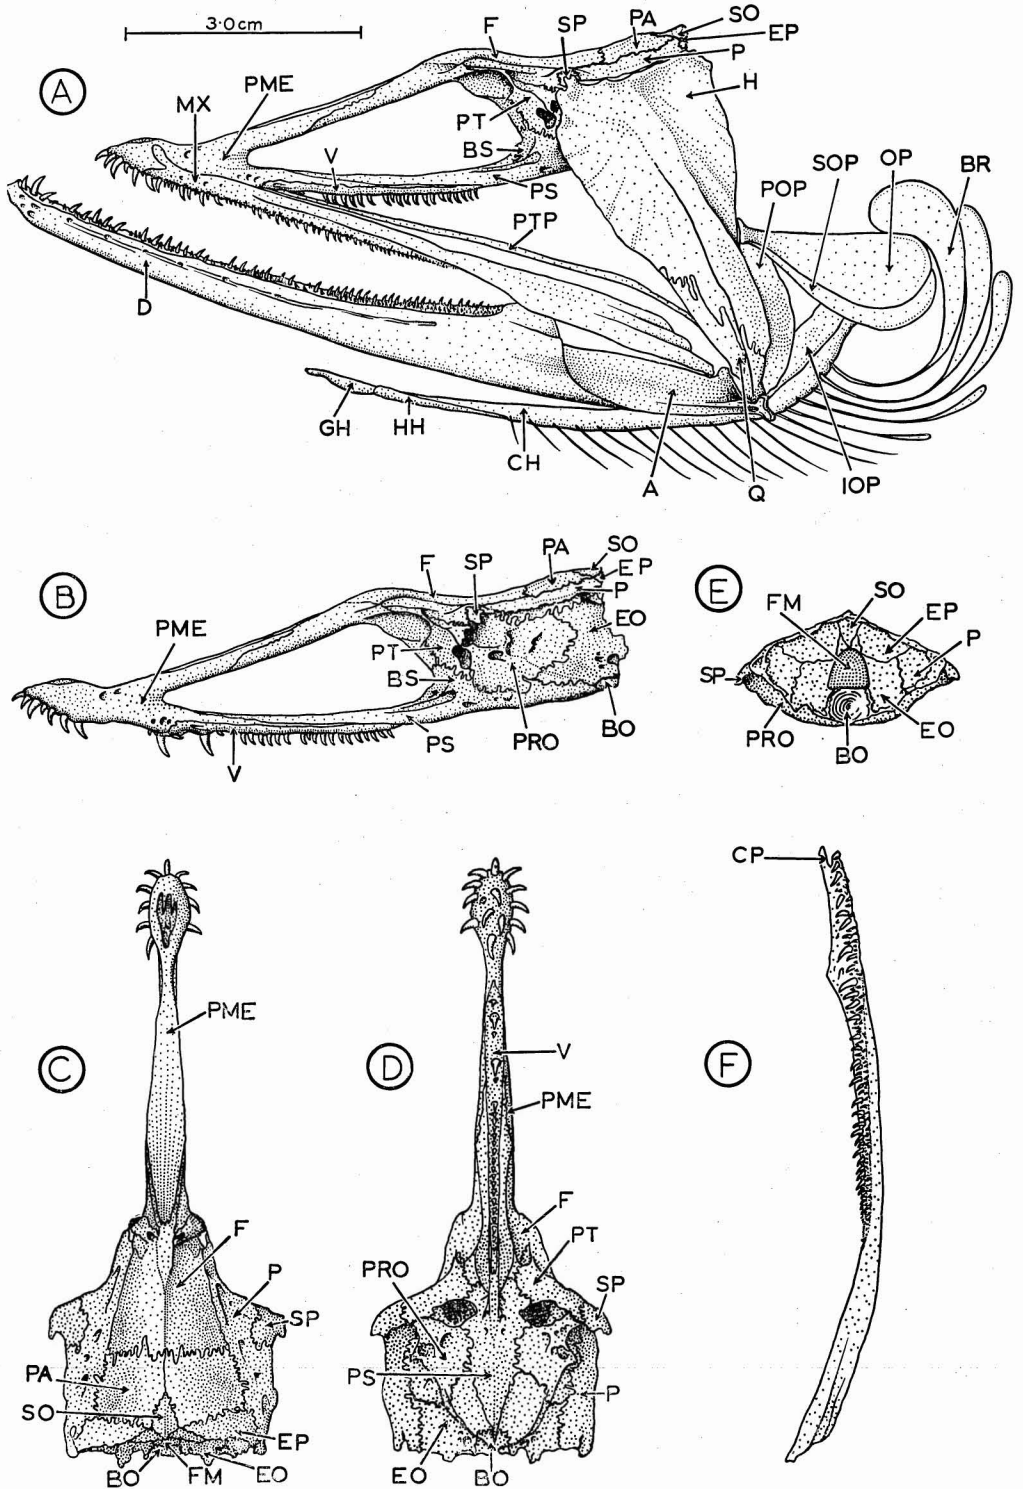 3·0cm
A
F
SP
PA
SO
EP
P
H
MX
PME
PT
BS
V
PS
PTP
POP
SOP
OP
BR
D
GH
HH
CH
A
Q
IOP
B
F
SP
PA
SO
EP
P
EO
PME
PT
BS
V
PS
PRO
BO
E
FM
SO
EP
P
SP
PRO
BO
EO
C
PME
F
P
SP
PA
SO
EP
BO
FM
EO
D
V
PME
F
PT
PRO
SP
PS
P
EO
BO
F
CP